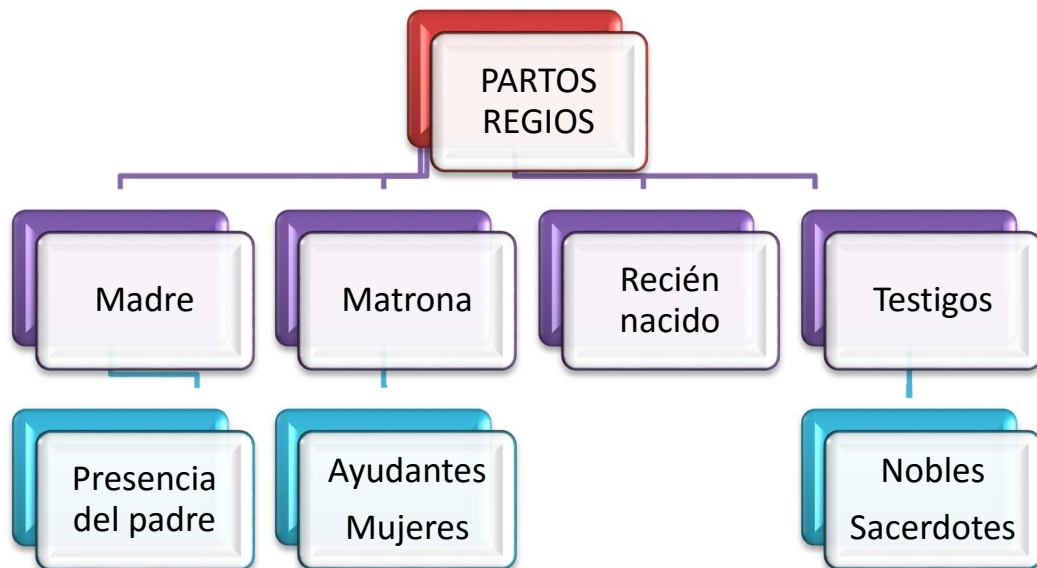 PARTOS
REGIOS
Madre
Matrona
Recién
nacido
Testigos
Presencia
del padre
Ayudantes
Mujeres
Nobles
Sacerdotes